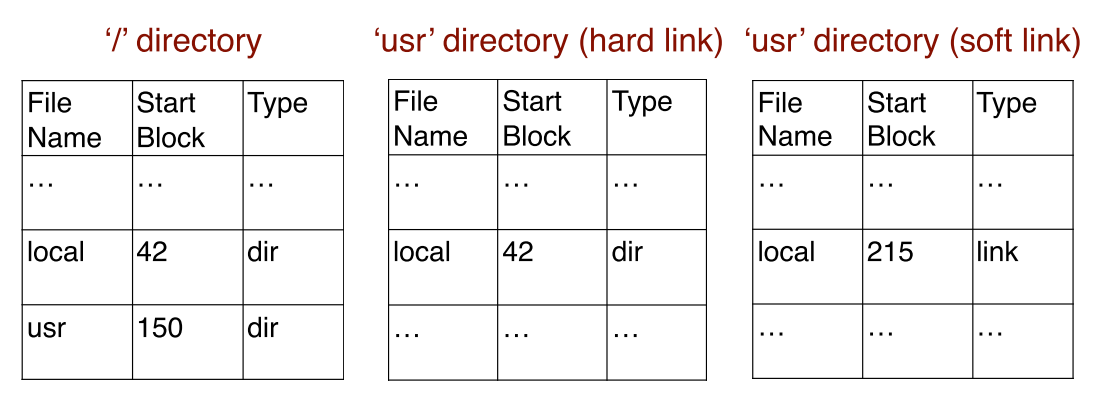 ‘/’ directory
File Name Start Block Type
… … …
local 42 dir
usr 150 dir
‘usr’ directory (hard link)
File Name Start Block Type
… … …
local 42 dir
… … …
‘usr’ directory (soft link)
File Name Start Block Type
… … …
local 215 link
… … …